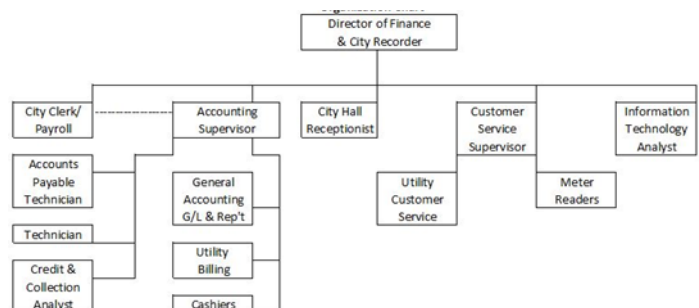 Director of Finance
& City Recorder
City Clerk/
Payroll
Accounting
Supervisor
City Hall
Receptionist
Customer
Service
Supervisor
Information
Technology
Analyst
Accounts
Payable
Technician
General
Accounting
G/L & Rep't
Utility
Customer
Service
Meter
Readers
Technician
Utility
Billing
Credit &
Collection
Analyst
Cashiers